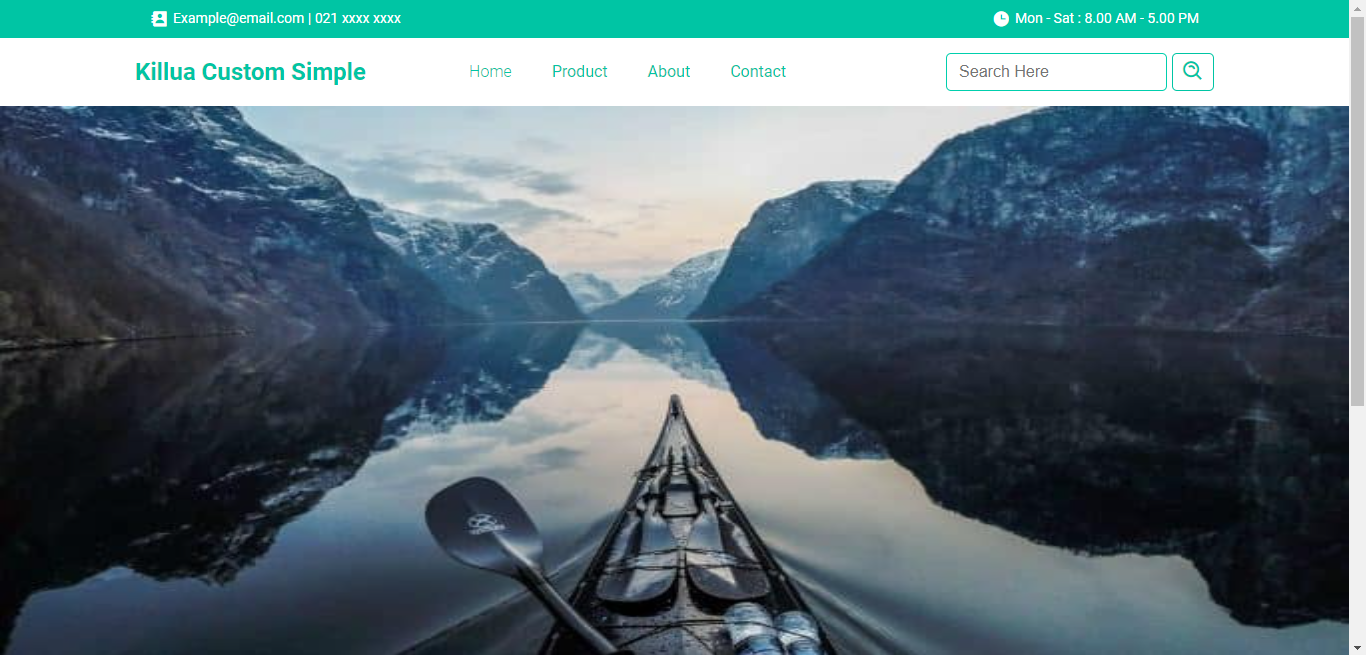 Example@email.com | 021 xxxx xxxx
Mon - Sat : 8.00 AM - 5.00 PM
Killua Custom Simple
Home
Product
About
Contact
Search Here